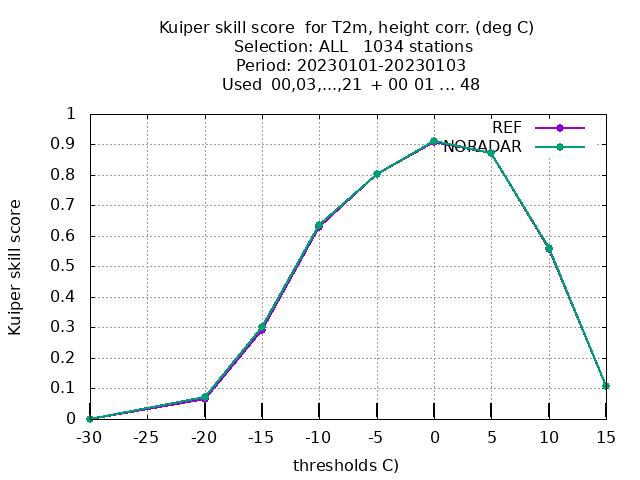 Kuiper skill score  for T2m, height corr. (deg C)
Selection: ALL   1034 stations
Period: 20230101-20230103
Used  00,03,...,21  + 00 01 ... 48
Kuiper skill score
1
0.9
0.8
0.7
0.6
0.5
0.4
0.3
0.2
0.1
0
REF
NORADAR
-30 -25 -20 -15 -10 -5 0 5 10 15
thresholds C)